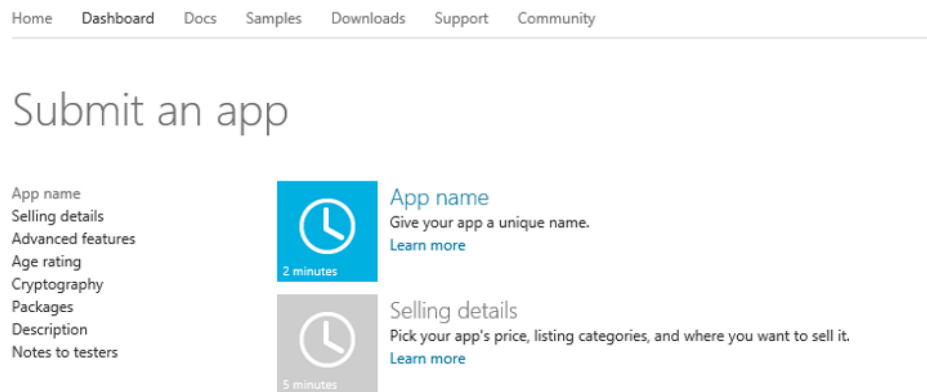 Home Dashboard Docs Samples Downloads Support Community
Submit an app
App name
Selling details
Advanced features
Age rating
Cryptography
Packages
Description
Notes to testers
2 minutes
App name
Give your app a unique name.
Learn more
5 minutes
Selling details
Pick your app's price, listing categories, and where you want to sell it.
Learn more